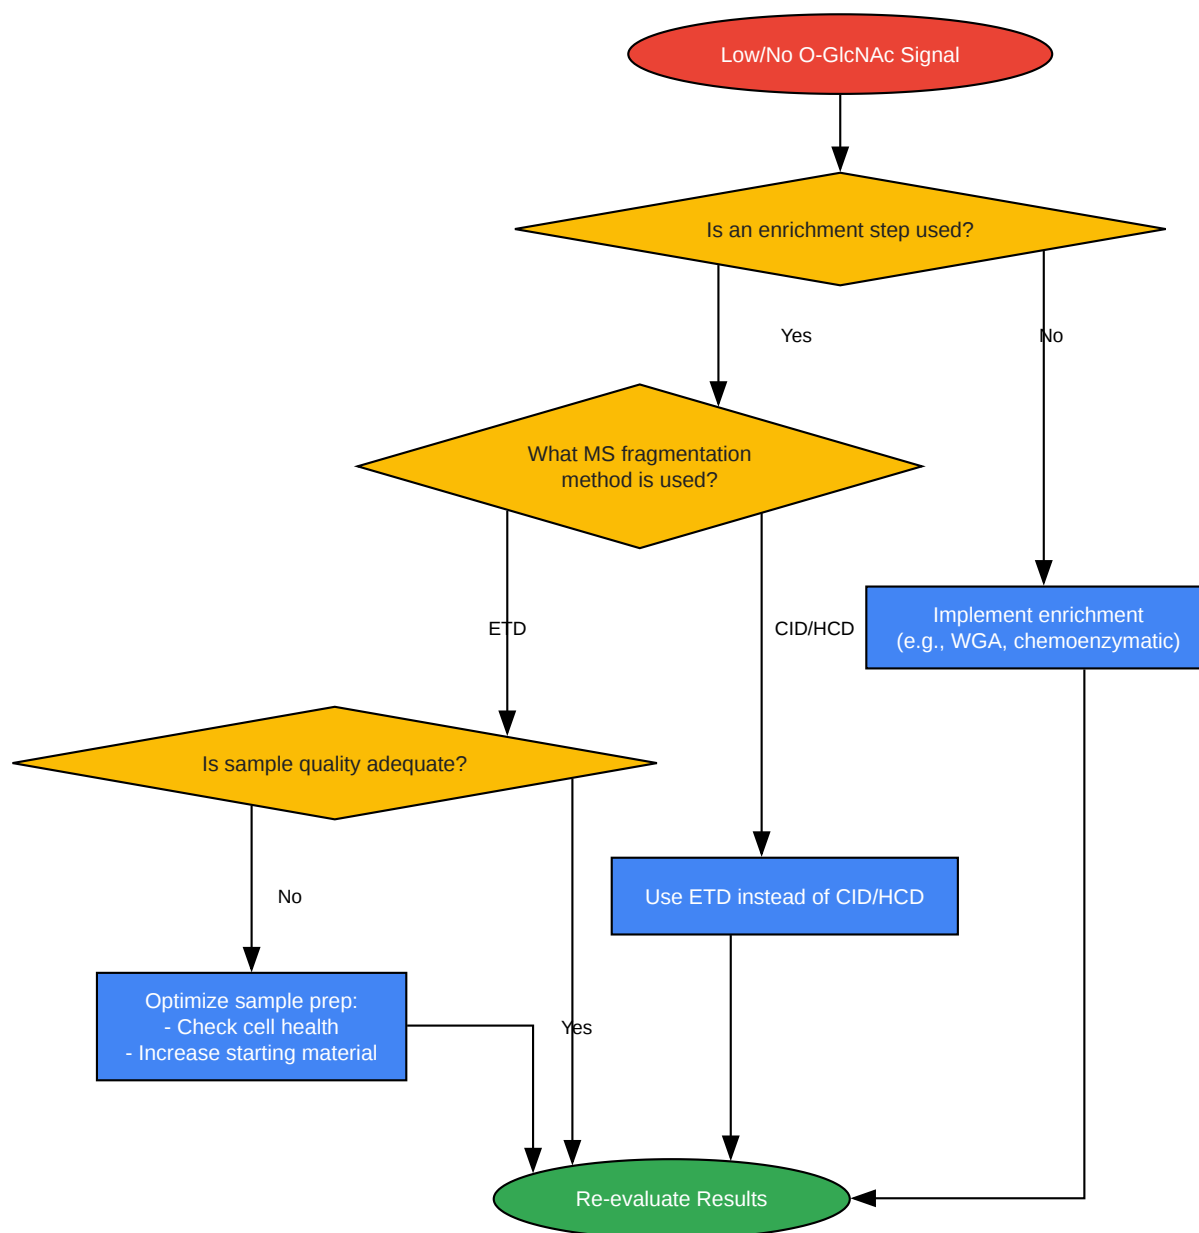 Low/No O-GlcNAc Signal
Is an enrichment step used?
Yes
No
What MS fragmentation
method is used?
ETD
CID/HCD
Implement enrichment
(e.g., WGA, chemoenzymatic)
Is sample quality adequate?
No
Use ETD instead of CID/HCD
Optimize sample prep:
- Check cell health
- Increase starting material
Yes
Re-evaluate Results